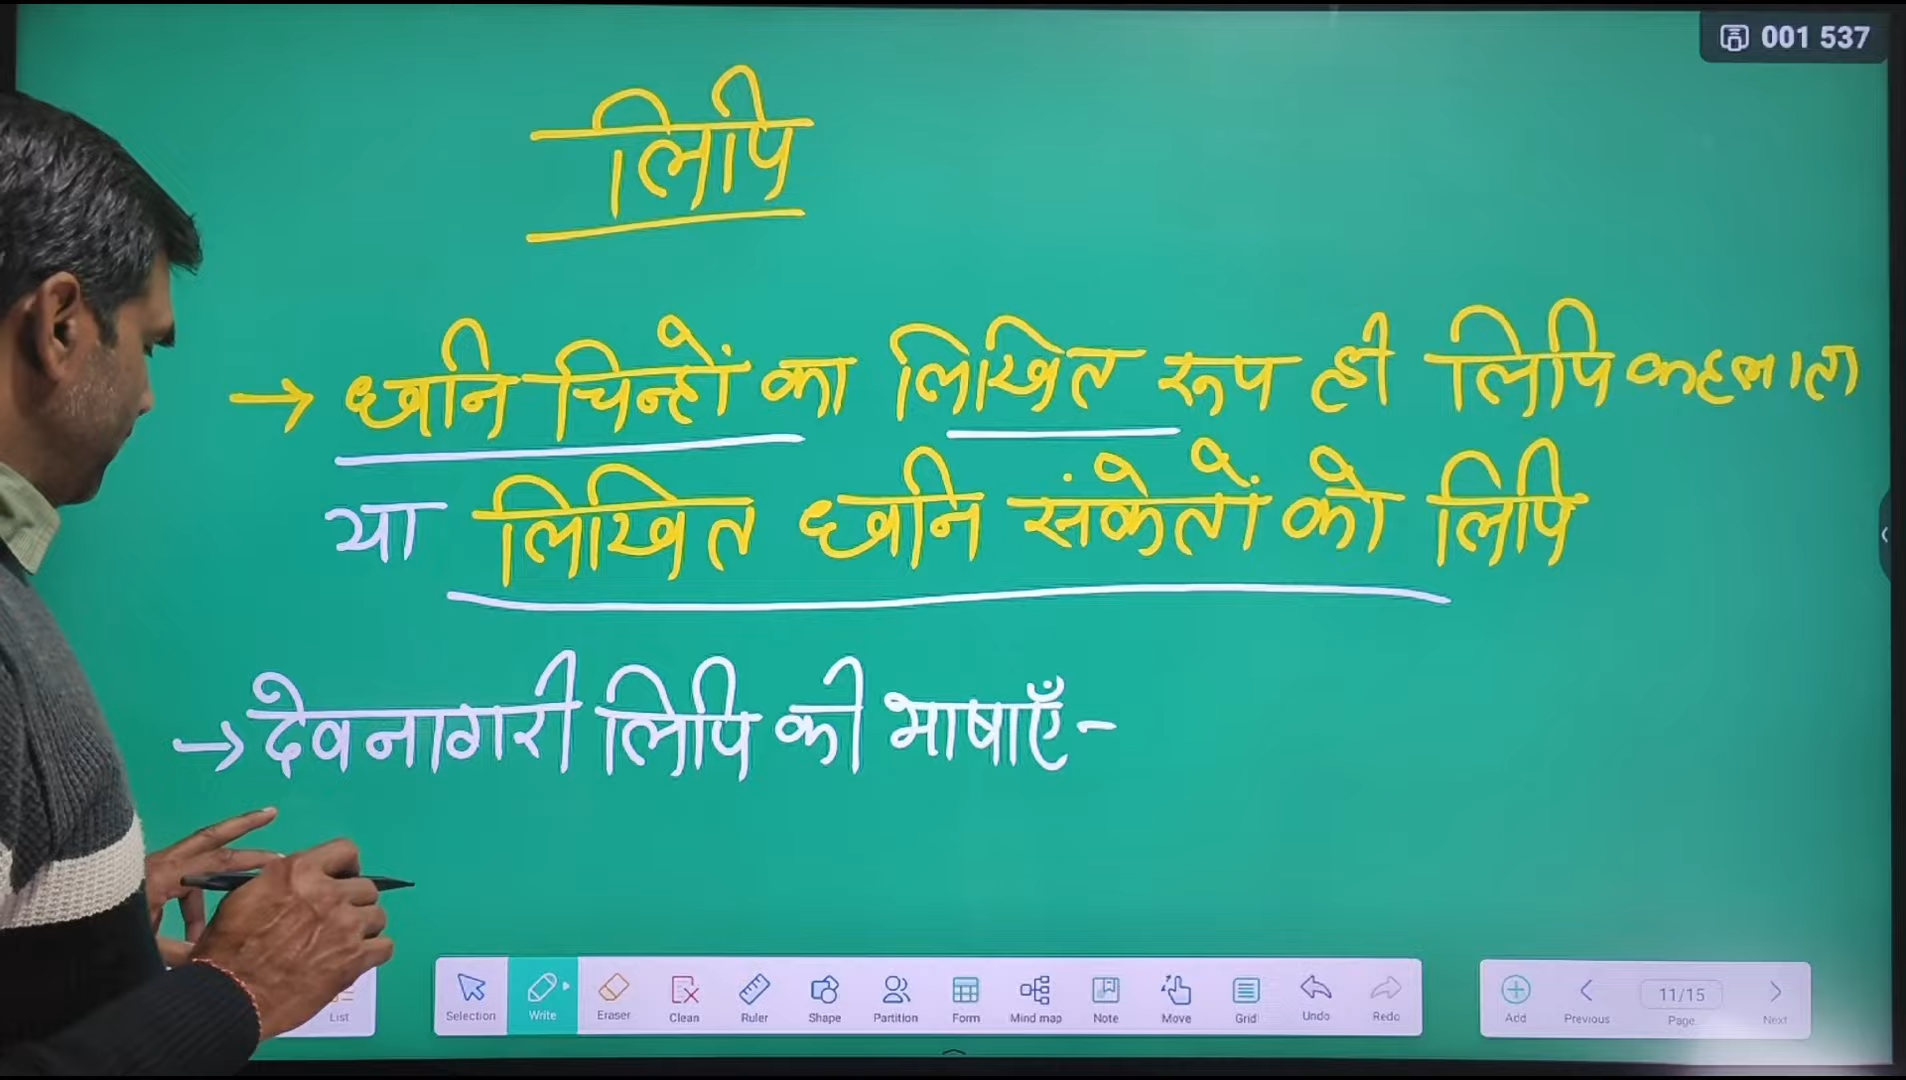 001 537
लिपि
→ ध्वनि चिन्हों का लिखित रूप ही लिपि कहलाता
या लिखित ध्वनि संकेतों को लिपि
→ देवनागरी लिपि की भाषाएँ -
List
Selection Write Eraser Clean Ruler Shape Partition Form Mind map Note Move Grid Undo Redo
Add Previous 11/15 Page Next